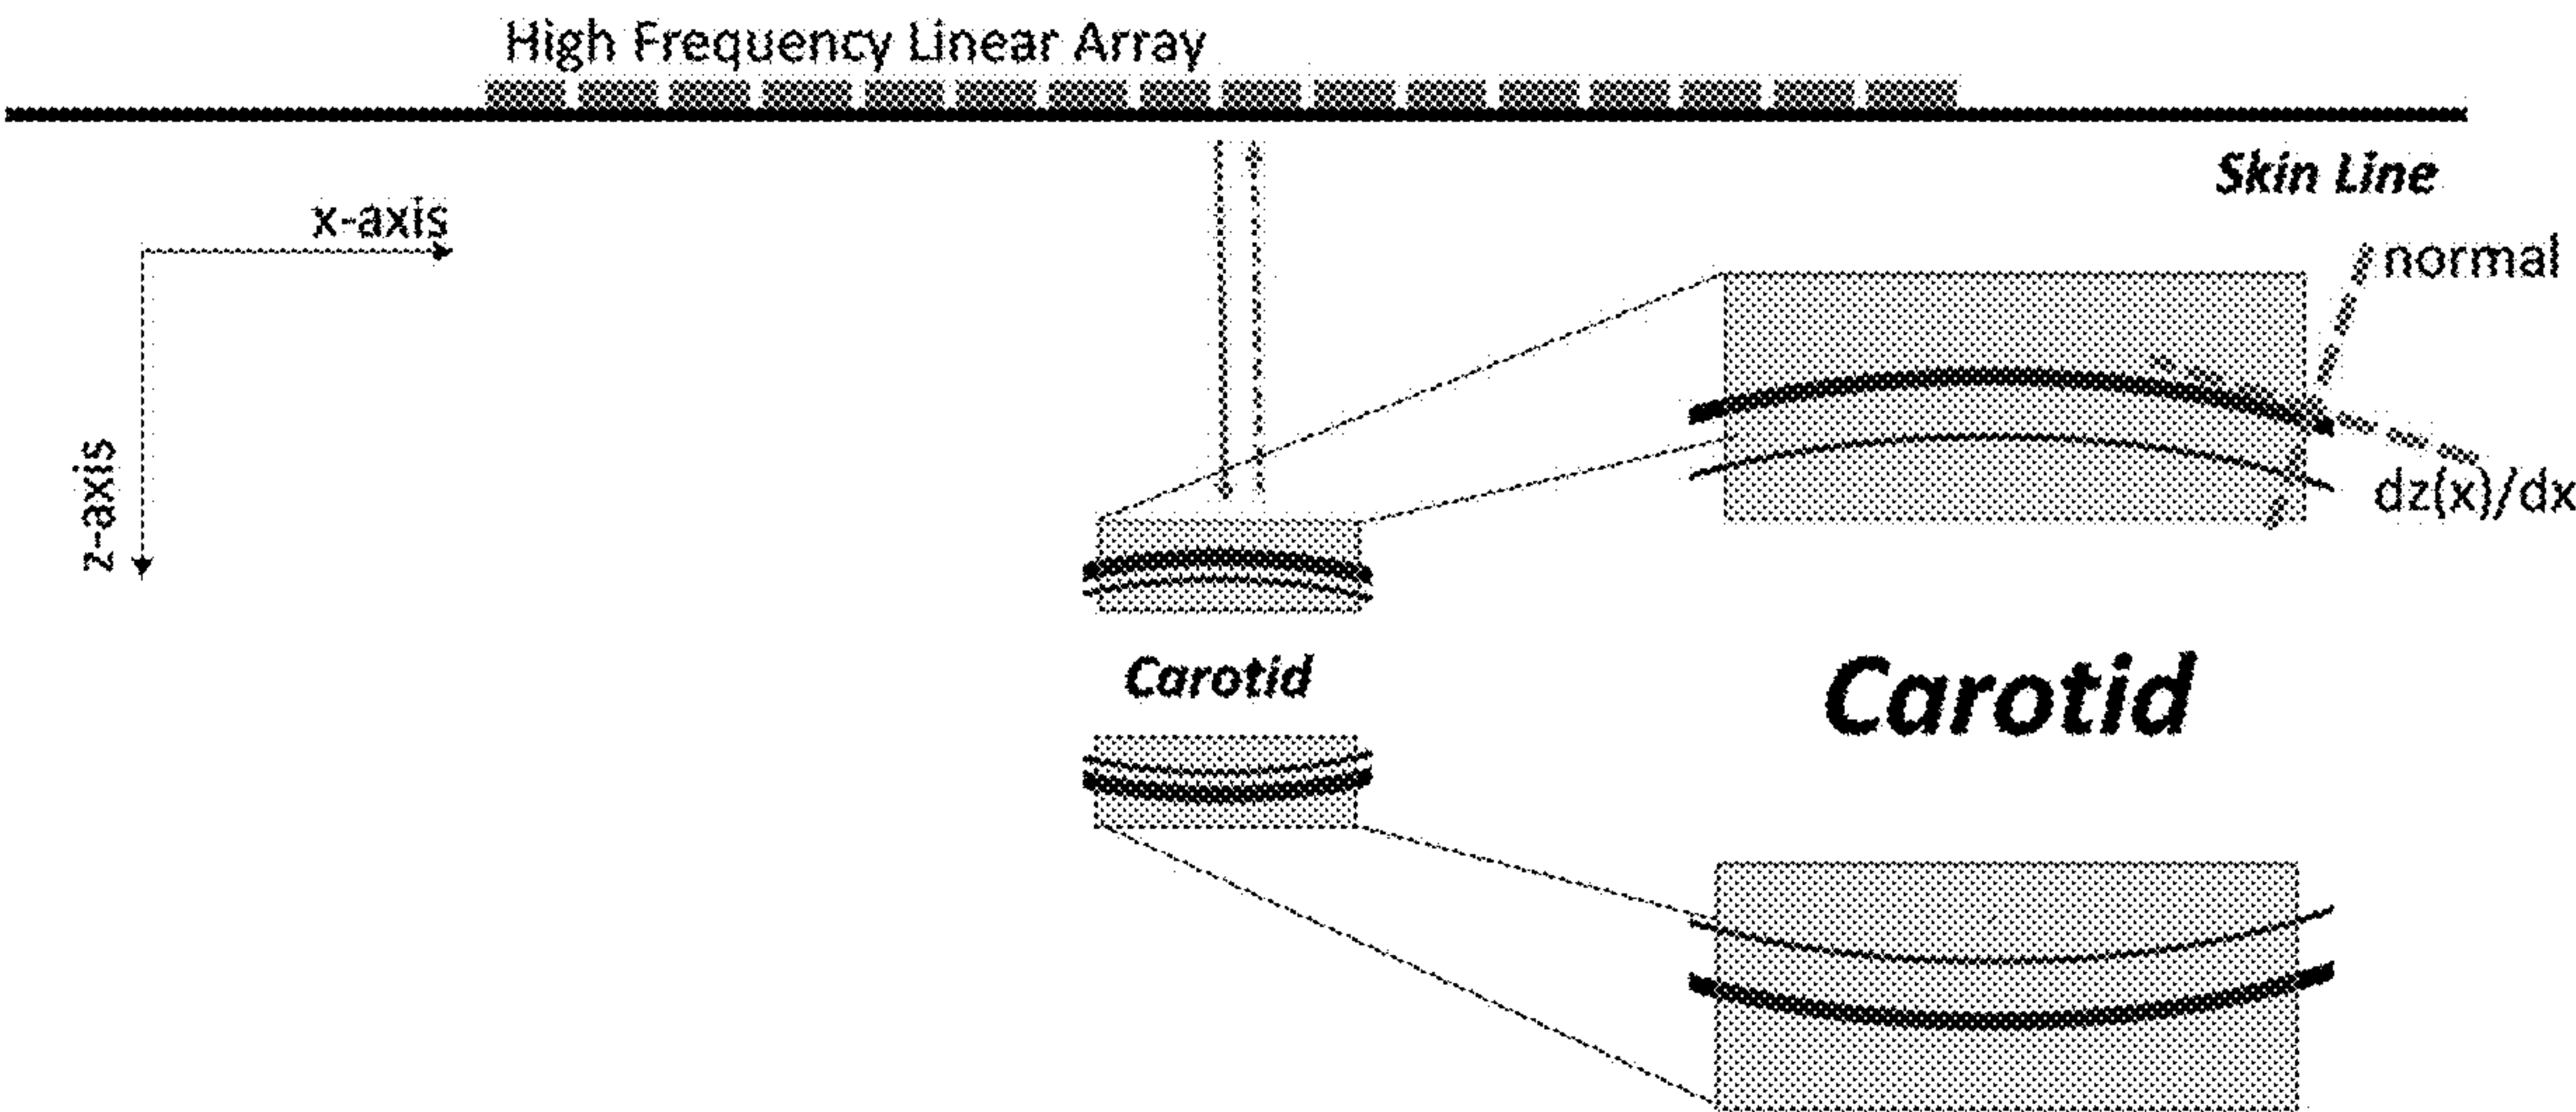 High Frequency Linear Array
Skin Line
x-axis
normal
z-axis
dz(x)/dx
Carotid
Carotid